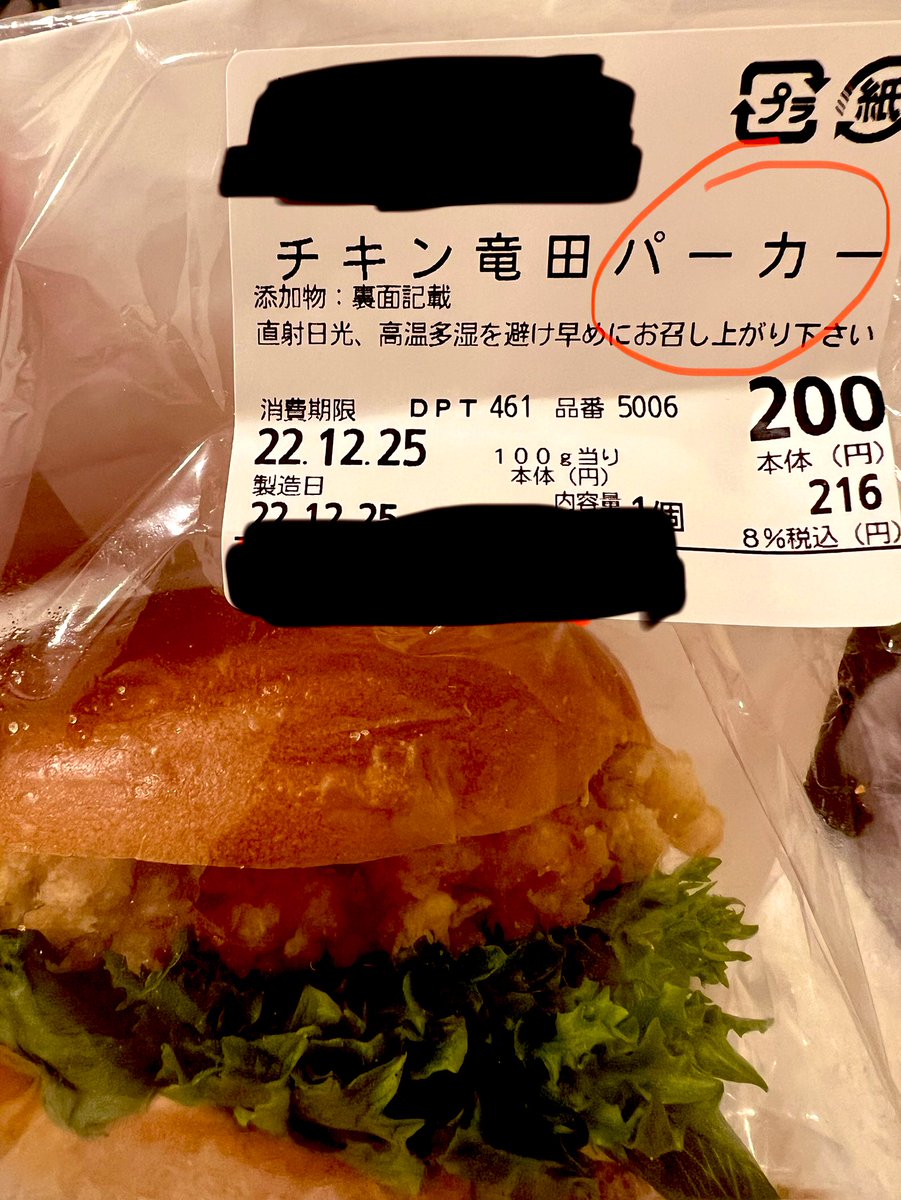 プラ 紙
チキン竜田パーカー
添加物：裏面記載
直射日光、高温多湿を避け早めにお召し上がり下さい
消費期限 DPT 461 品番 5006 200
22.12.25 100g当り 本体（円）
本体（円）
製造日 内容量 1個 216
22.12.25 8%税込（円）